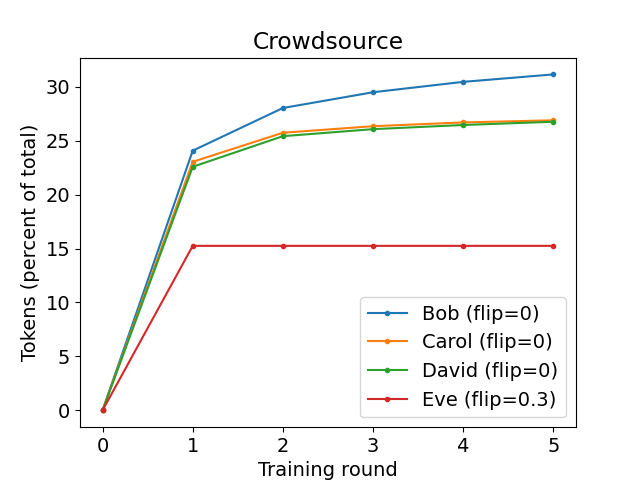 Crowdsource
Tokens (percent of total)
30
25
20
15
10
5
0
Bob (flip=0)
Carol (flip=0)
David (flip=0)
Eve (flip=0.3)
0 1 2 3 4 5
Training round